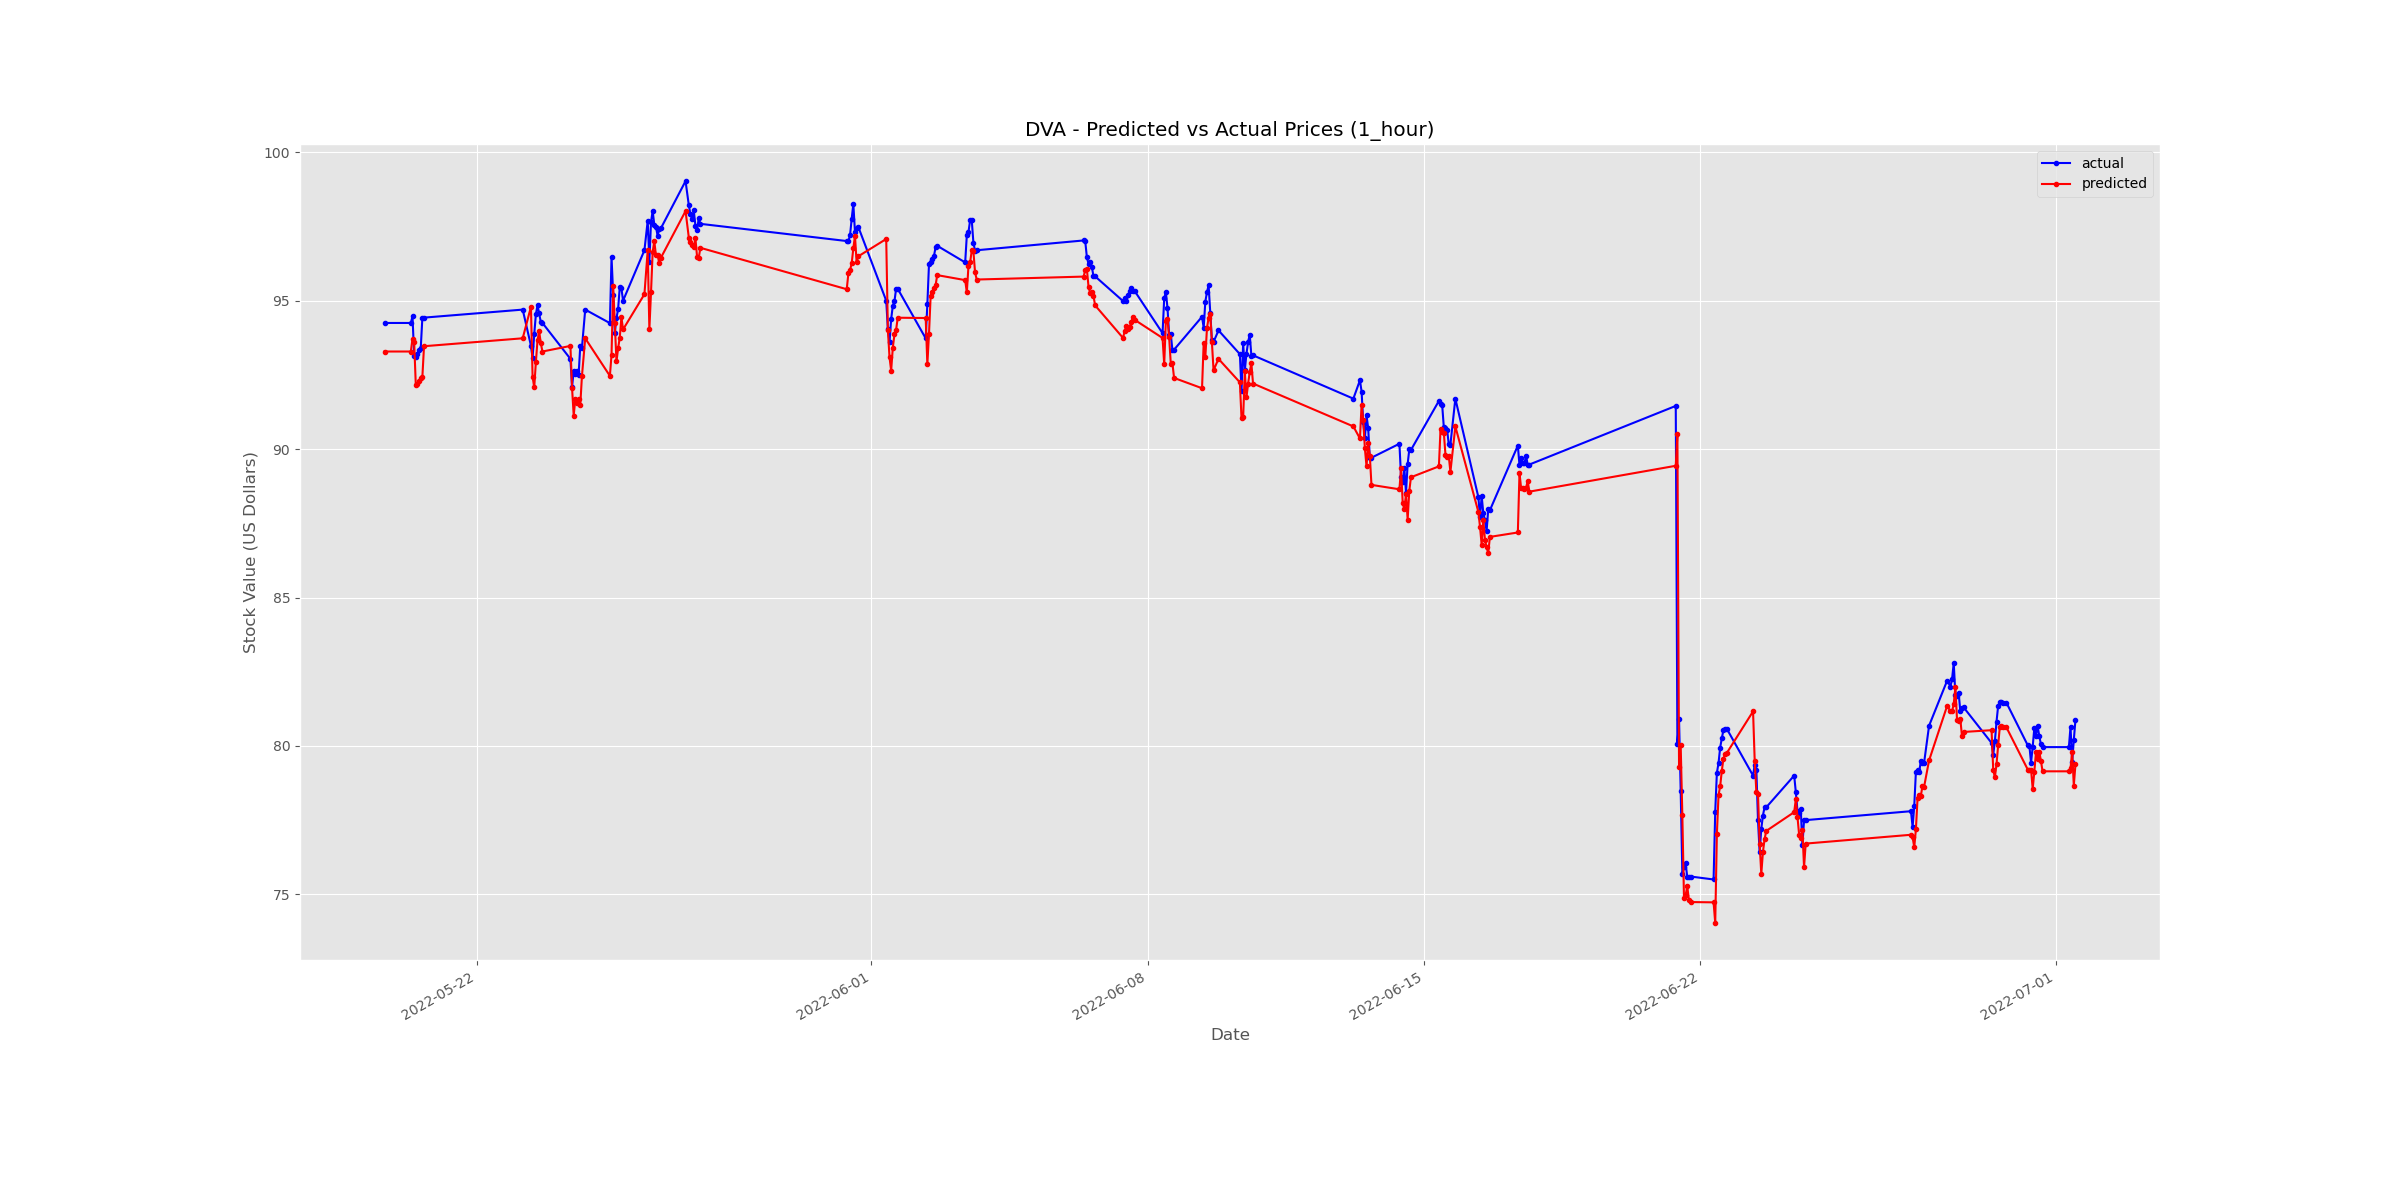 DVA - Predicted vs Actual Prices (1_hour)
actual
predicted
100
95
90
85
80
75
Stock Value (US Dollars)
2022-05-22
2022-06-01
2022-06-08
2022-06-15
2022-06-22
2022-07-01
Date